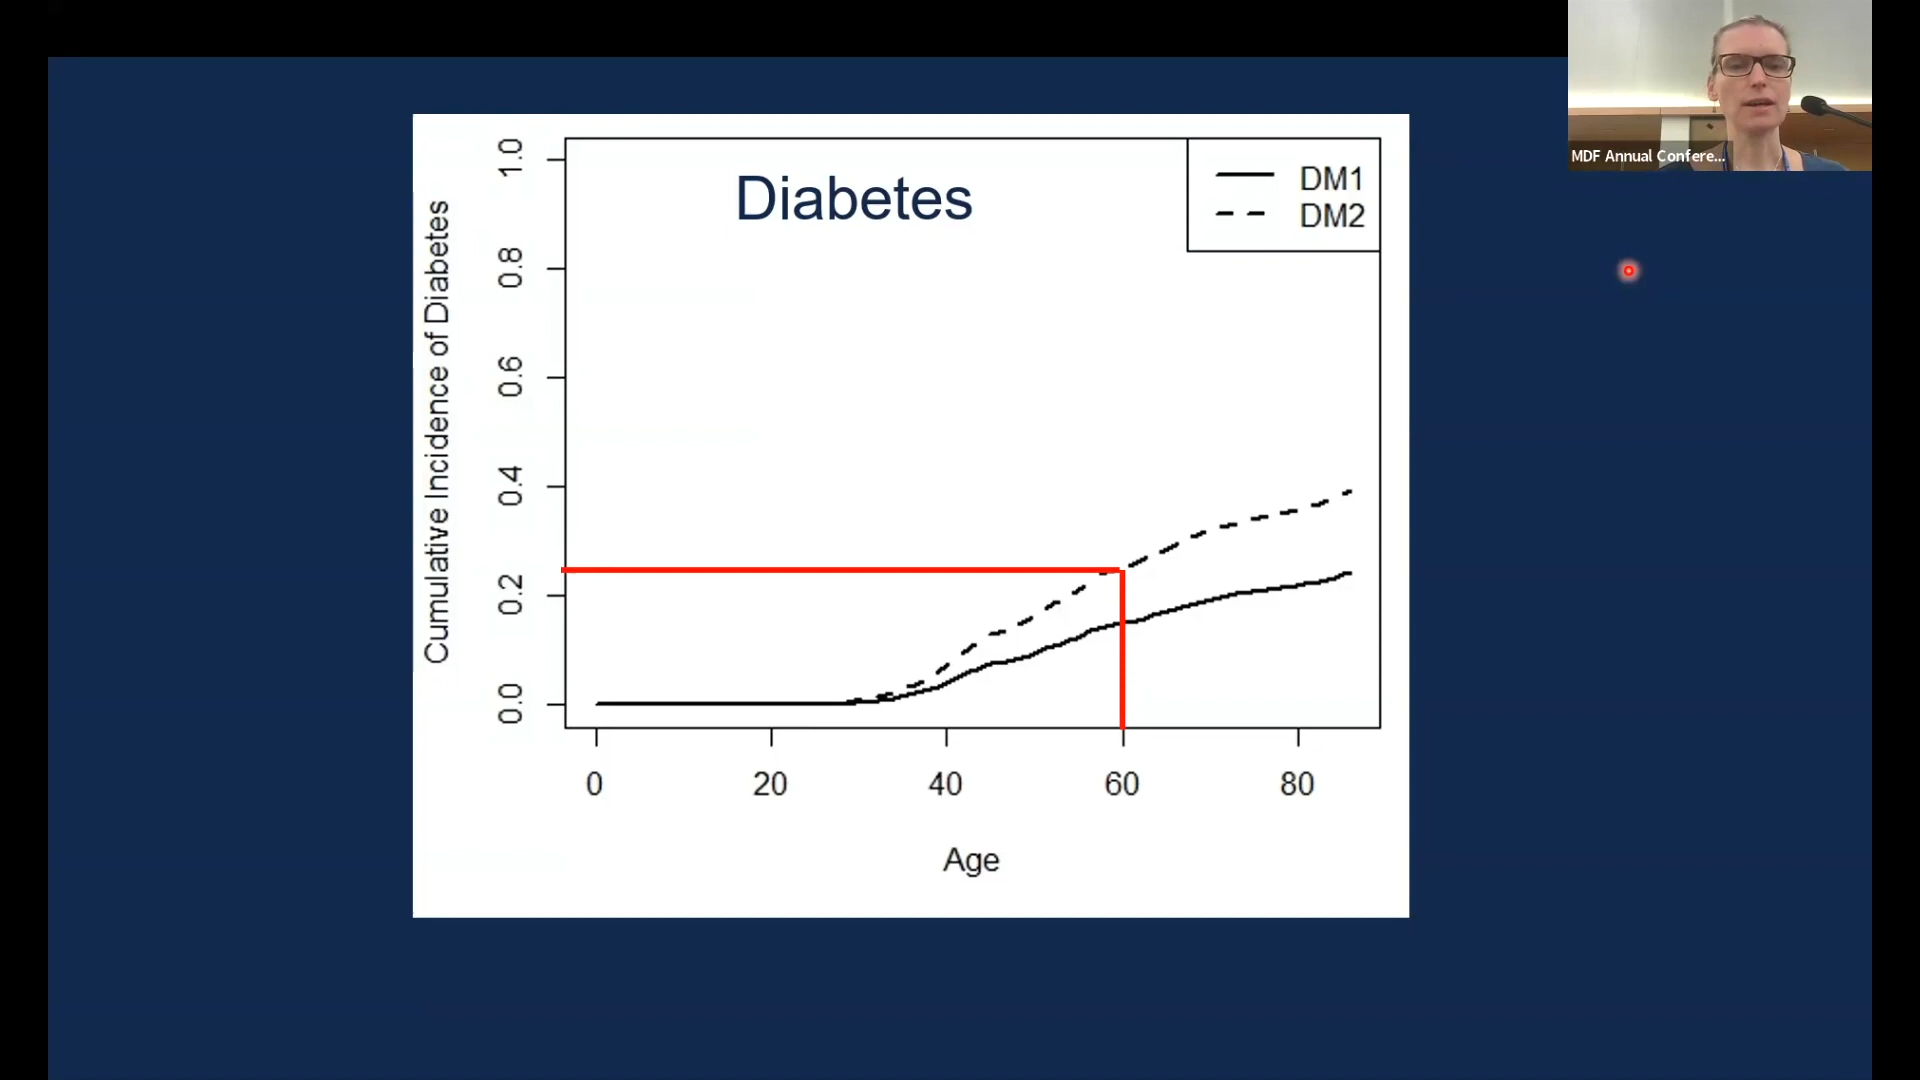 MDF Annual Confere...
Diabetes
DM1
DM2
Cumulative Incidence of Diabetes
1.0
0.8
0.6
0.4
0.2
0.0
0 20 40 60 80
Age